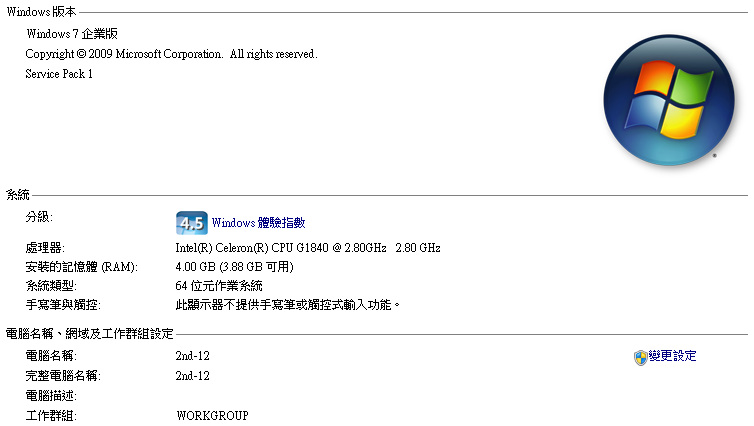 Windows 版本
Windows 7 企業版
Copyright © 2009 Microsoft Corporation. All rights reserved.
Service Pack 1
系統
分級: 4.5 Windows 體驗指數
處理器: Intel(R) Celeron(R) CPU G1840 @ 2.80GHz 2.80 GHz
安裝的記憶體 (RAM): 4.00 GB (3.88 GB 可用)
系統類型: 64 位元作業系統
手寫筆與觸控: 此顯示器不提供手寫筆或觸控式輸入功能。
電腦名稱、網域及工作群組設定
電腦名稱: 2nd-12 變更設定
完整電腦名稱: 2nd-12
電腦描述:
工作群組: WORKGROUP